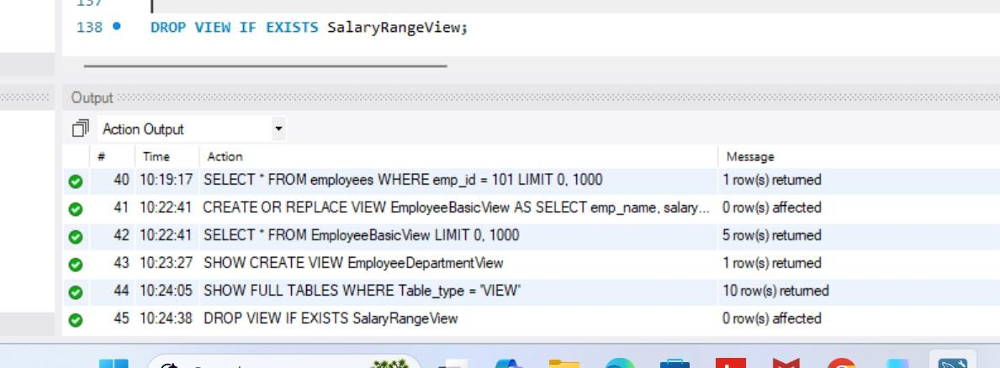 137
138 DROP VIEW IF EXISTS SalaryRangeView;
Output
Action Output
# Time Action Message
40 10:19:17 SELECT * FROM employees WHERE emp_id = 101 LIMIT 0, 1000 1 row(s) returned
41 10:22:41 CREATE OR REPLACE VIEW EmployeeBasicView AS SELECT emp_name, salary... 0 row(s) affected
42 10:22:41 SELECT * FROM EmployeeBasicView LIMIT 0, 1000 5 row(s) returned
43 10:23:27 SHOW CREATE VIEW EmployeeDepartmentView 1 row(s) returned
44 10:24:05 SHOW FULL TABLES WHERE Table_type = 'VIEW' 10 row(s) returned
45 10:24:38 DROP VIEW IF EXISTS SalaryRangeView 0 row(s) affected